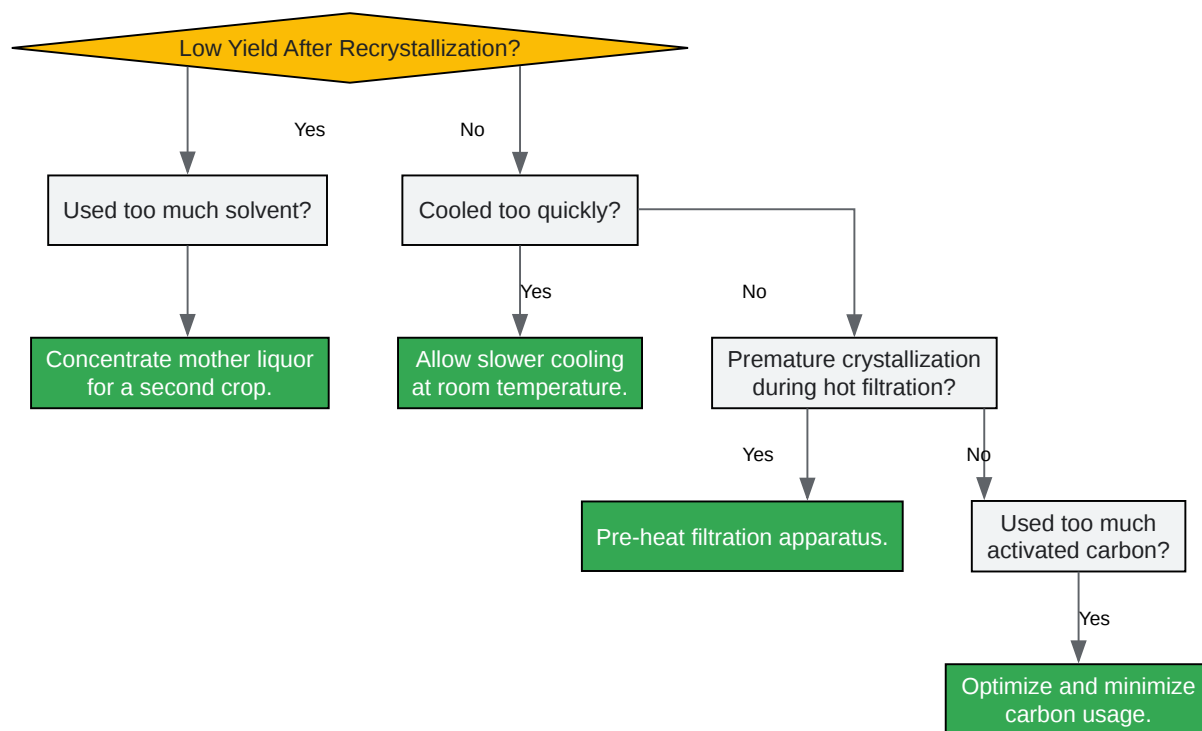 Low Yield After Recrystallization?
Yes
No
Used too much solvent?
Cooled too quickly?
Yes
No
Concentrate mother liquor
for a second crop.
Allow slower cooling
at room temperature.
Premature crystallization
during hot filtration?
Yes
No
Pre-heat filtration apparatus.
Used too much
activated carbon?
Yes
Optimize and minimize
carbon usage.